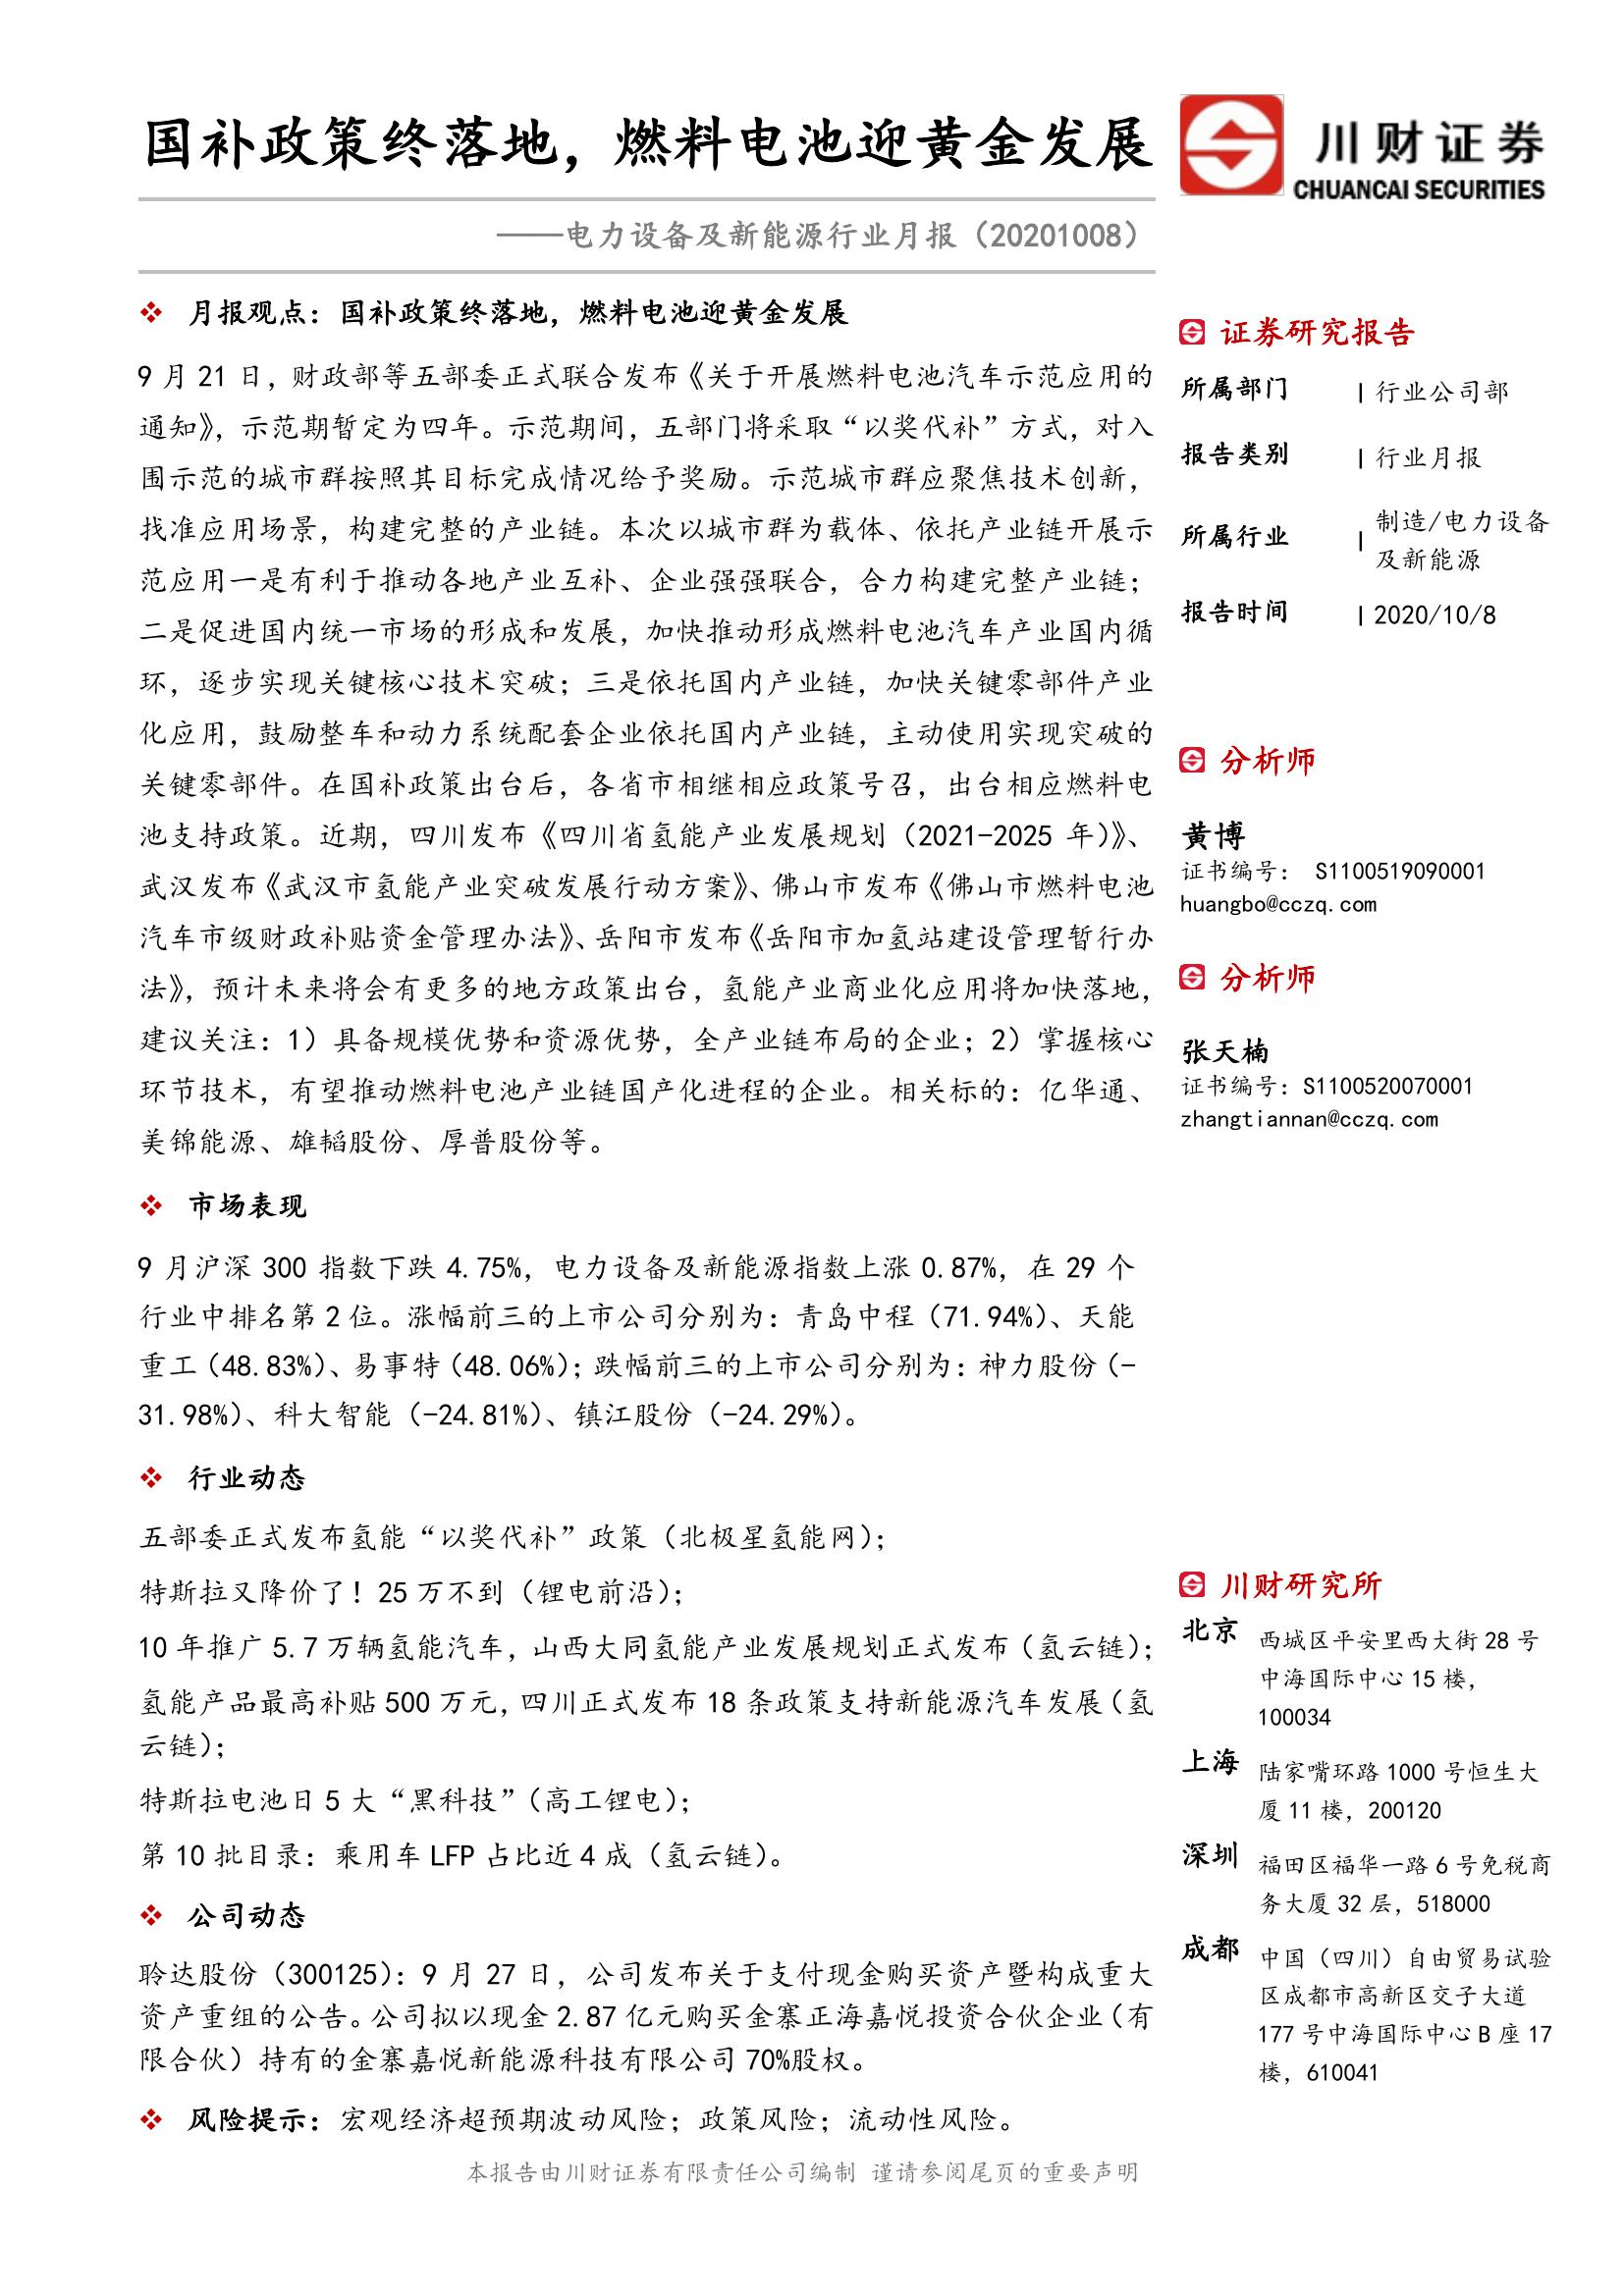 国补政策终落地，燃料电池迎黄金发展
川财证券
CHUANCAI SECURITIES
——电力设备及新能源行业月报（20201008）
❖ 月报观点：国补政策终落地，燃料电池迎黄金发展
9 月 21 日，财政部等五部委正式联合发布《关于开展燃料电池汽车示范应用的
通知》，示范期暂定为四年。示范期间，五部门将采取“以奖代补”方式，对入
围示范的城市群按照其目标完成情况给予奖励。示范城市群应聚焦技术创新，
找准应用场景，构建完整的产业链。本次以城市群为载体、依托产业链开展示
范应用一是有利于推动各地产业互补、企业强强联合，合力构建完整产业链；
二是促进国内统一市场的形成和发展，加快推动形成燃料电池汽车产业国内循
环，逐步实现关键核心技术突破；三是依托国内产业链，加快关键零部件产业
化应用，鼓励整车和动力系统配套企业依托国内产业链，主动使用实现突破的
关键零部件。在国补政策出台后，各省市相继相应政策号召，出台相应燃料电
池支持政策。近期，四川发布《四川省氢能产业发展规划（2021-2025 年）》、
武汉发布《武汉市氢能产业突破发展行动方案》、佛山市发布《佛山市燃料电池
汽车市级财政补贴资金管理办法》、岳阳市发布《岳阳市加氢站建设管理暂行办
法》，预计未来将会有更多的地方政策出台，氢能产业商业化应用将加快落地，
建议关注：1）具备规模优势和资源优势，全产业链布局的企业；2）掌握核心
环节技术，有望推动燃料电池产业链国产化进程的企业。相关标的：亿华通、
美锦能源、雄韬股份、厚普股份等。
❖ 市场表现
9 月沪深 300 指数下跌 4.75%，电力设备及新能源指数上涨 0.87%，在 29 个
行业中排名第 2 位。涨幅前三的上市公司分别为：青岛中程（71.94%）、天能
重工（48.83%）、易事特（48.06%）；跌幅前三的上市公司分别为：神力股份（-
31.98%）、科大智能（-24.81%）、镇江股份（-24.29%）。
❖ 行业动态
五部委正式发布氢能“以奖代补”政策（北极星氢能网）；
特斯拉又降价了！25 万不到（锂电前沿）；
10 年推广 5.7 万辆氢能汽车，山西大同氢能产业发展规划正式发布（氢云链）；
氢能产品最高补贴 500 万元，四川正式发布 18 条政策支持新能源汽车发展（氢
云链）；
特斯拉电池日 5 大“黑科技”（高工锂电）；
第 10 批目录：乘用车 LFP 占比近 4 成（氢云链）。
❖ 公司动态
聆达股份（300125）：9 月 27 日，公司发布关于支付现金购买资产暨构成重大
资产重组的公告。公司拟以现金 2.87 亿元购买金寨正海嘉悦投资合伙企业（有
限合伙）持有的金寨嘉悦新能源科技有限公司 70%股权。
❖ 风险提示：宏观经济超预期波动风险；政策风险；流动性风险。
证券研究报告
所属部门 | 行业公司部
报告类别 | 行业月报
所属行业 | 制造/电力设备
及新能源
报告时间 | 2020/10/8
分析师
黄博
证书编号： S1100519090001
huangbo@cczq.com
分析师
张天楠
证书编号：S1100520070001
zhangtiannan@cczq.com
川财研究所
北京 西城区平安里西大街 28 号
中海国际中心 15 楼，
100034
上海 陆家嘴环路 1000 号恒生大
厦 11 楼，200120
深圳 福田区福华一路 6 号免税商
务大厦 32 层，518000
成都 中国（四川）自由贸易试验
区成都市高新区交子大道
177 号中海国际中心 B 座 17
楼，610041
本报告由川财证券有限责任公司编制 谨请参阅尾页的重要声明